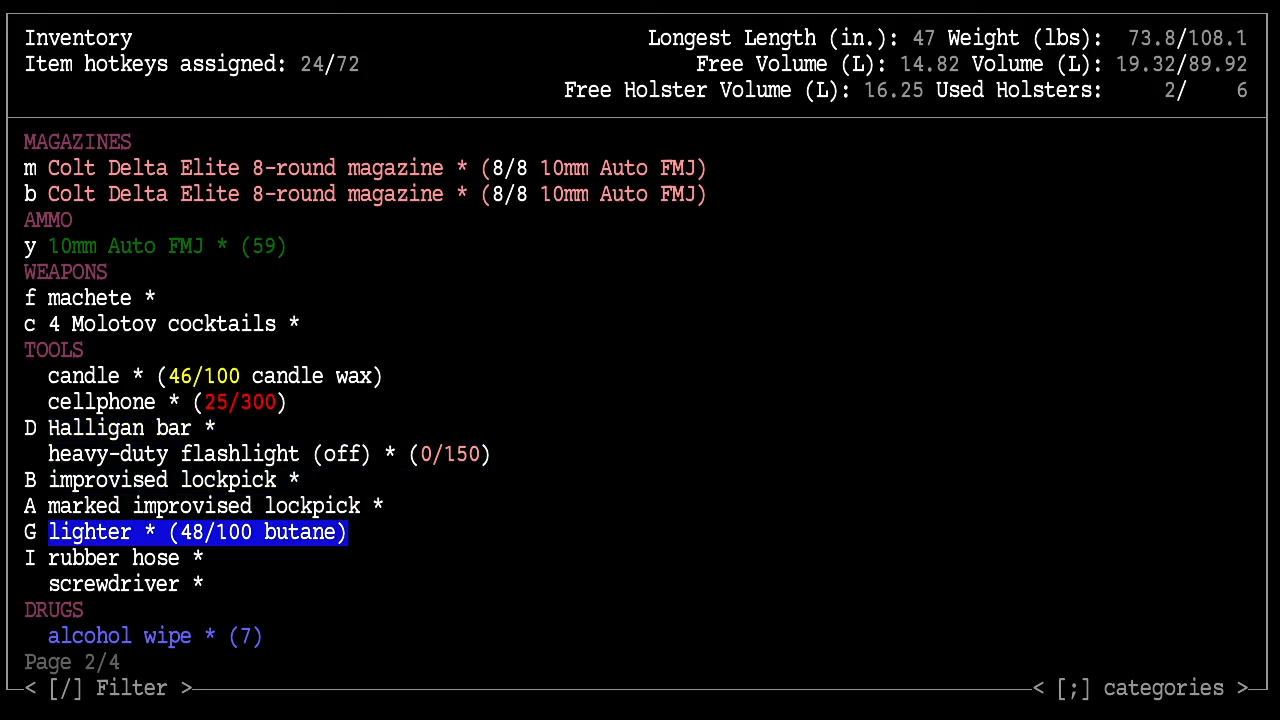 Inventory Longest Length (in.): 47 Weight (lbs): 73.8/108.1
Item hotkeys assigned: 24/72 Free Volume (L): 14.82 Volume (L): 19.32/89.92
Free Holster Volume (L): 16.25 Used Holsters: 2/ 6
MAGAZINES
m Colt Delta Elite 8-round magazine * (8/8 10mm Auto FMJ)
b Colt Delta Elite 8-round magazine * (8/8 10mm Auto FMJ)
AMMO
y 10mm Auto FMJ * (59)
WEAPONS
f machete *
c 4 Molotov cocktails *
TOOLS
candle * (46/100 candle wax)
cellphone * (25/300)
D Halligan bar *
heavy-duty flashlight (off) * (0/150)
B improvised lockpick *
A marked improvised lockpick *
G lighter * (48/100 butane)
I rubber hose *
screwdriver *
DRUGS
alcohol wipe * (7)
Page 2/4
< [/] Filter > < [;] categories >